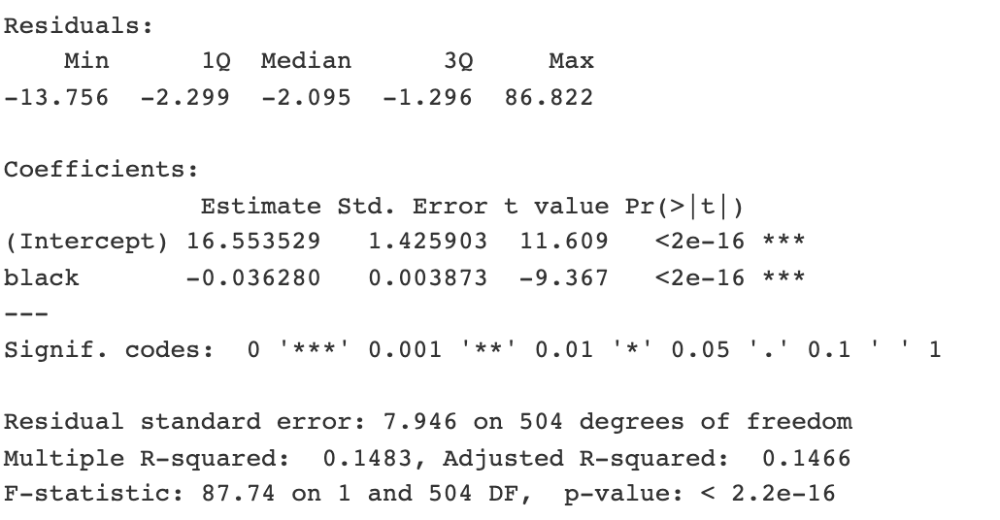 Residuals:
    Min      1Q  Median      3Q     Max
-13.756  -2.299  -2.095  -1.296  86.822
Coefficients:
             Estimate Std. Error t value Pr(>|t|)
(Intercept) 16.553529   1.425903  11.609   <2e-16 ***
black       -0.036280   0.003873  -9.367   <2e-16 ***
---
Signif. codes:  0 '***' 0.001 '**' 0.01 '*' 0.05 '.' 0.1 ' ' 1
Residual standard error: 7.946 on 504 degrees of freedom
Multiple R-squared:  0.1483, Adjusted R-squared:  0.1466
F-statistic: 87.74 on 1 and 504 DF,  p-value: < 2.2e-16